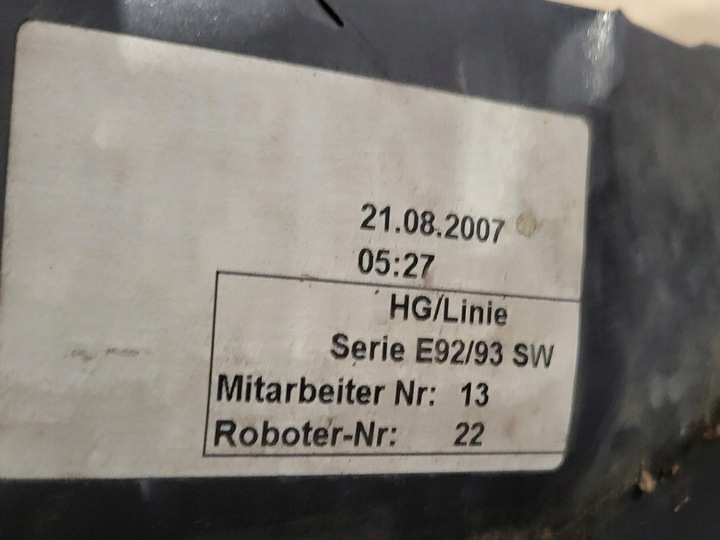 21.08.2007
05:27
HG/Linie
Serie E92/93 SW
Mitarbeiter Nr: 13
Roboter-Nr: 22